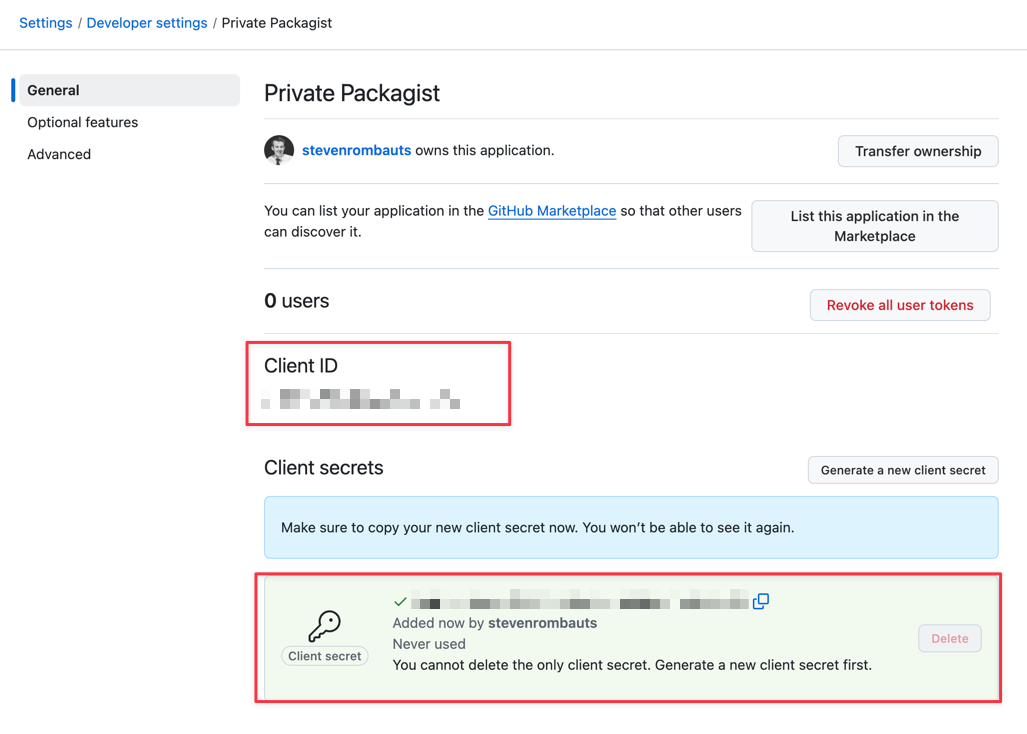 Settings / Developer settings / Private Packagist
General
Optional features
Advanced
Private Packagist
stevenrombauts owns this application.
Transfer ownership
You can list your application in the GitHub Marketplace so that other users
can discover it.
List this application in the
Marketplace
0 users
Revoke all user tokens
Client ID
Client secrets
Generate a new client secret
Make sure to copy your new client secret now. You won’t be able to see it again.
Client secret
Added now by stevenrombauts
Never used
You cannot delete the only client secret. Generate a new client secret first.
Delete